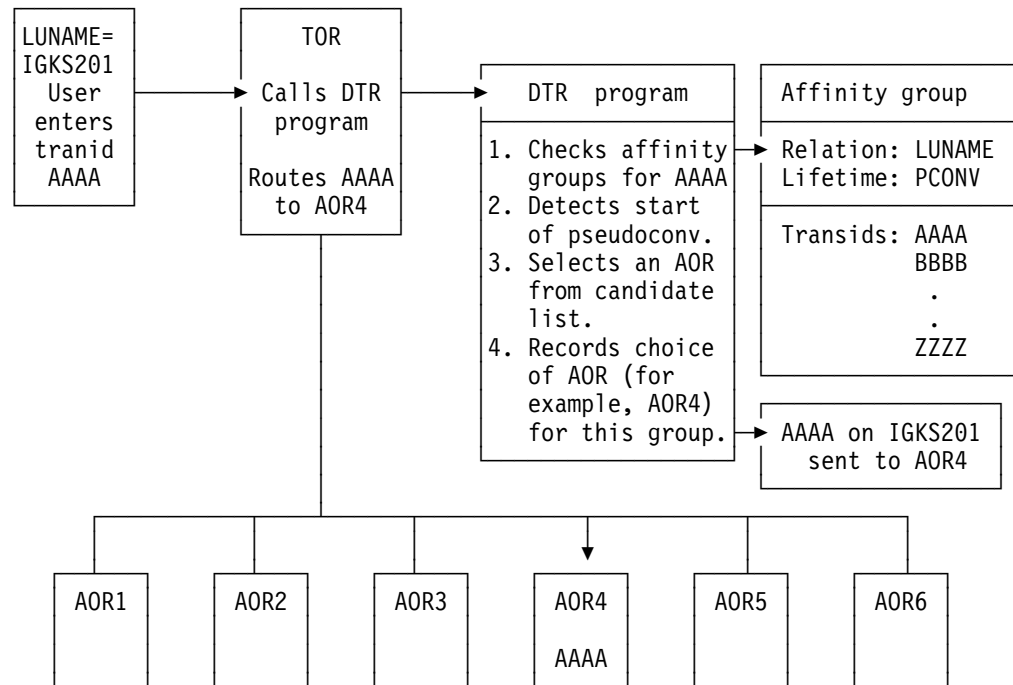 LUNAME=
IGKS201
User
enters
tranid
AAAA
TOR
Calls DTR
program
Routes AAAA
to AOR4
DTR program
1. Checks affinity
groups for AAAA
2. Detects start
of pseudoconv.
3. Selects an AOR
from candidate
list.
4. Records choice
of AOR (for
example, AOR4)
for this group.
Affinity group
Relation: LUNAME
Lifetime: PCONV
Transids: AAAA
BBBB
.
.
ZZZZ
AAAA on IGKS201
sent to AOR4
AOR1
AOR2
AOR3
AOR4
AAAA
AOR5
AOR6